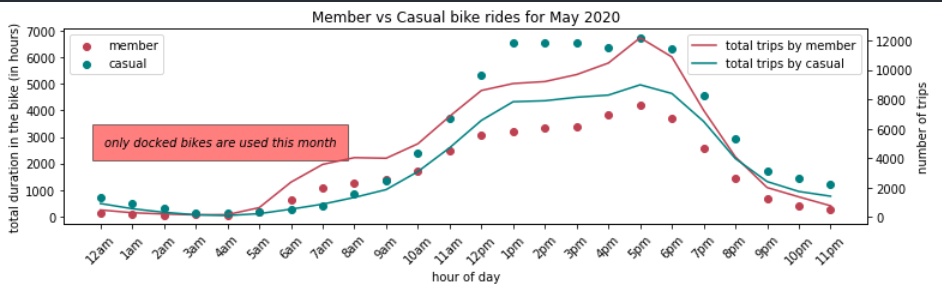 Member vs Casual bike rides for May 2020
total duration in the bike (in hours)
7000
6000
5000
4000
3000
2000
1000
0
member
casual
only docked bikes are used this month
total trips by member
total trips by casual
12000
10000
8000
6000
4000
2000
0
number of trips
12am 1am 2am 3am 4am 5am 6am 7am 8am 9am 10am 11am 12pm 1pm 2pm 3pm 4pm 5pm 6pm 7pm 8pm 9pm 10pm 11pm
hour of day